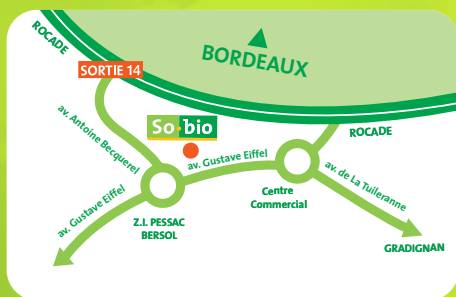 ROCADE
BORDEAUX
SORTIE 14
So.bio
av. Antoine Becquerel
av. Gustave Eiffel
ROCADE
av. Gustave Eiffel
Centre
Commercial
av. de La Tuileranne
Z.I. PESSAC
BERSOL
GRADIGNAN